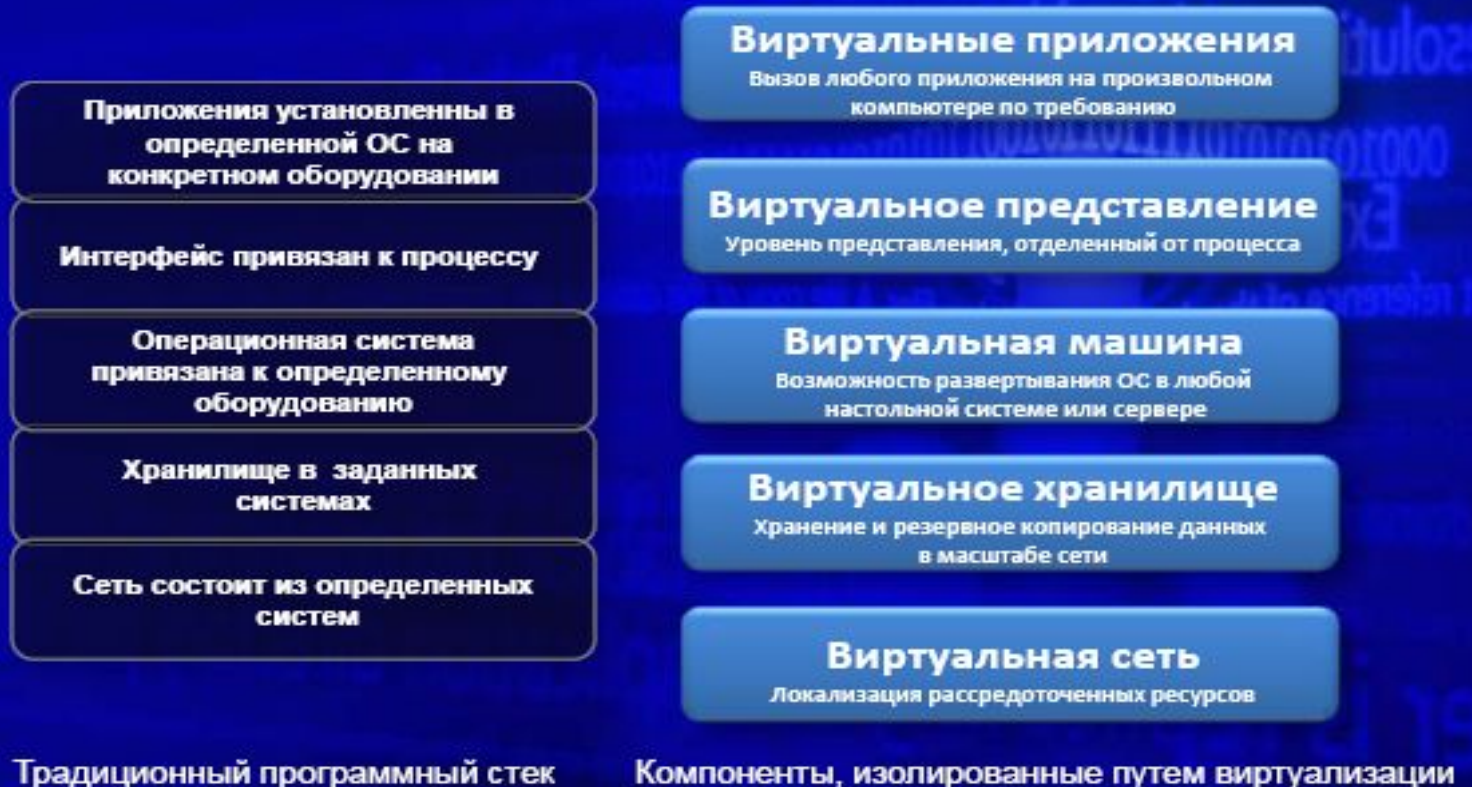 Приложения установленны в
определенной ОС на
конкретном оборудовании
Интерфейс привязан к процессу
Операционная система
привязана к определенному
оборудованию
Хранилище в заданных
системах
Сеть состоит из определенных
систем
Традиционный программный стек
Виртуальные приложения
Вызов любого приложения на произвольном
компьютере по требованию
Виртуальное представление
Уровень представления, отделенный от процесса
Виртуальная машина
Возможность развертывания ОС в любой
настольной системе или сервере
Виртуальное хранилище
Хранение и резервное копирование данных
в масштабе сети
Виртуальная сеть
Локализация рассредоточенных ресурсов
Компоненты, изолированные путем виртуализации